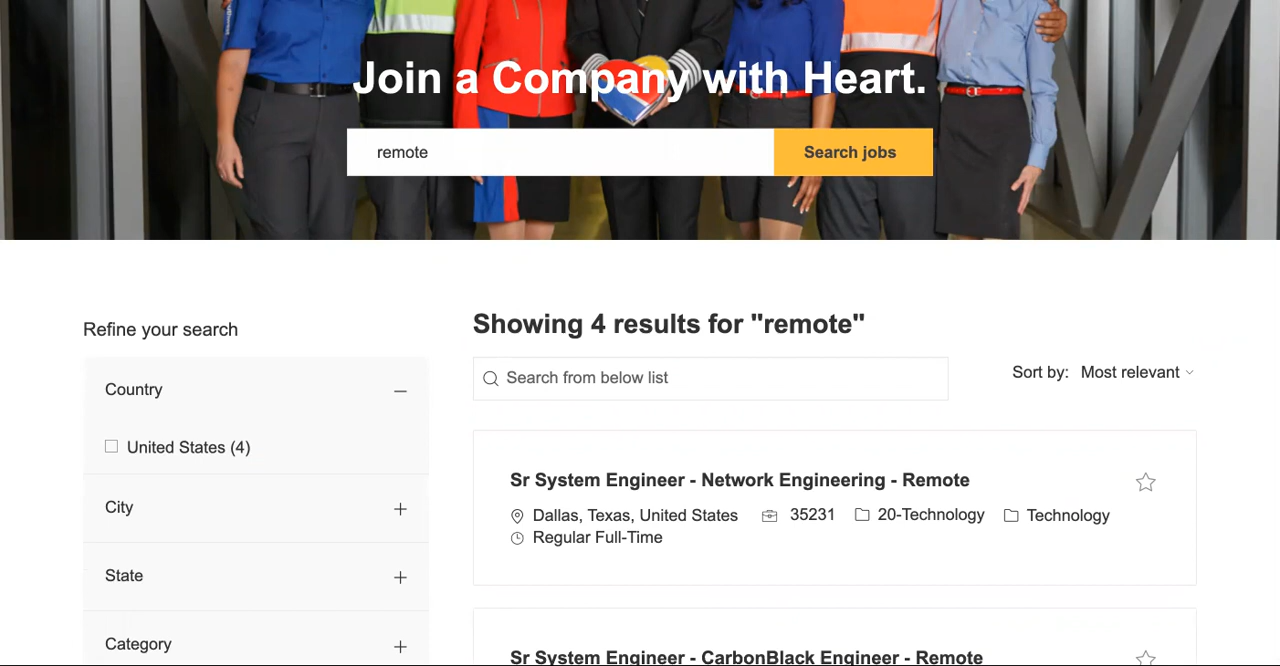 Join a Company with Heart.
remote
Search jobs
Refine your search
Country
United States (4)
City
State
Category
Showing 4 results for "remote"
Search from below list
Sort by: Most relevant
Sr System Engineer - Network Engineering - Remote
Dallas, Texas, United States 35231 20-Technology Technology
Regular Full-Time
Sr System Engineer - CarbonBlack Engineer - Remote